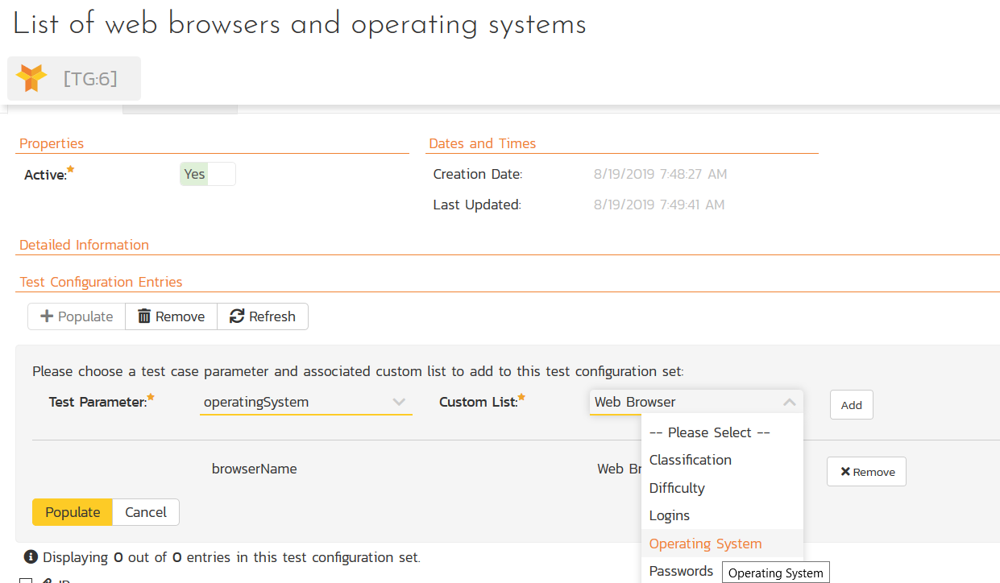 List of web browsers and operating systems
[TG:6]
Properties
Dates and Times
Active:
Yes
Creation Date:
8/19/2019 7:48:27 AM
Last Updated:
8/19/2019 7:49:41 AM
Detailed Information
Test Configuration Entries
Populate Remove Refresh
Please choose a test case parameter and associated custom list to add to this test configuration set:
Test Parameter: operatingSystem Custom List: Web Browser Add
-- Please Select --
Classification
browserName Web Br Remove
Difficulty
Logins
Populate Cancel
Operating System
Displaying 0 out of 0 entries in this test configuration set.
Passwords
Operating System